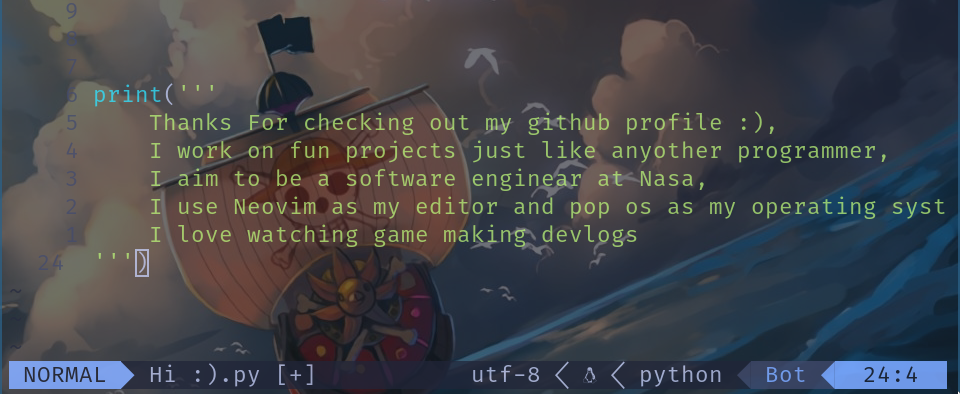 9
8
7
6 print('''
5 Thanks For checking out my github profile :),
4 I work on fun projects just like anyother programmer,
3 I aim to be a software enginear at Nasa,
2 I use Neovim as my editor and pop os as my operating syst
1 I love watching game making devlogs
24 ''')
NORMAL Hi :).py [+] utf-8 python Bot 24:4